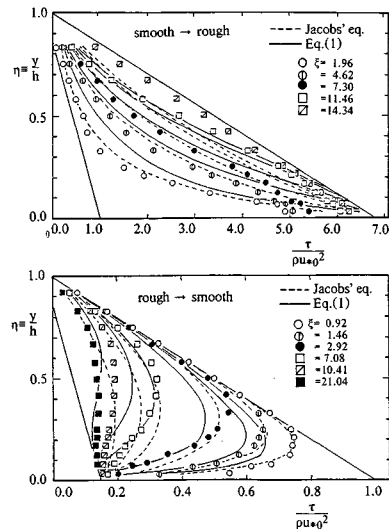 1.0
smooth → rough
Jacobs' eq.
Eq.(1)
η≡ y/h
ξ= 1.96
= 4.62
= 7.30
=11.46
=14.34
0.5
0.0
0
0.0 1.0 2.0 3.0 4.0 5.0 6.0 7.0
τ
ρu*0²
1.0
rough → smooth
Jacobs' eq.
Eq.(1)
η≡ y/h
ξ= 0.92
= 1.46
= 2.92
= 7.08
=10.41
=21.04
0.5
0.0
0.0 0.2 0.4 0.6 0.8 1.0
τ
ρu*0²